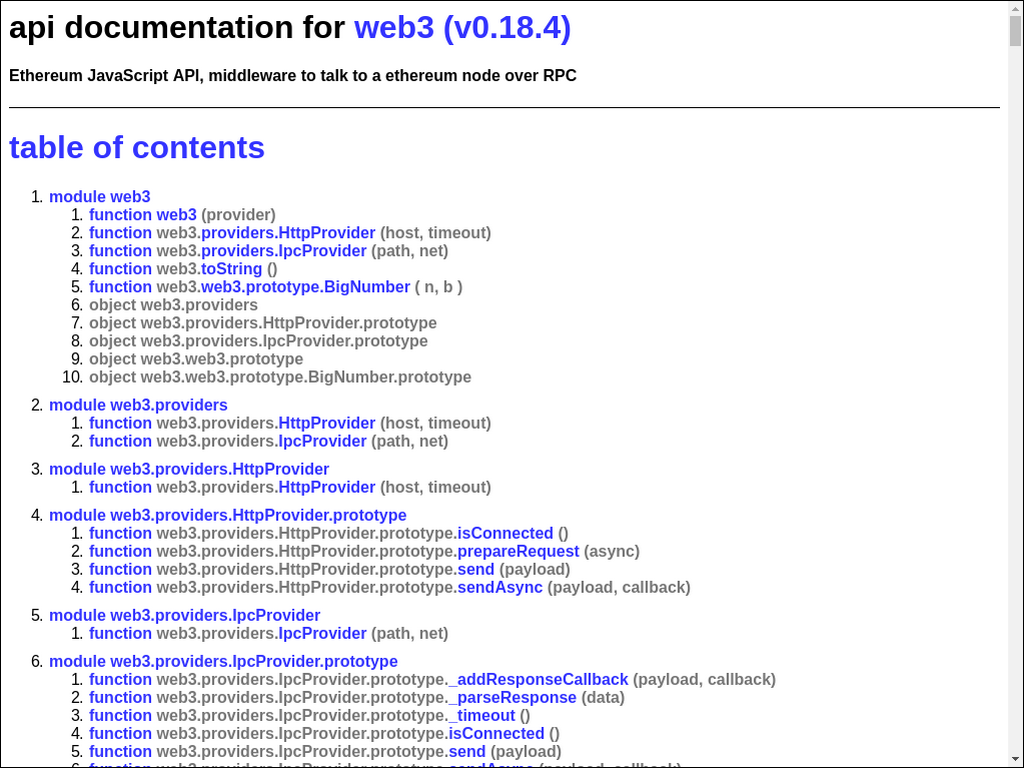 api documentation for web3 (v0.18.4)
Ethereum JavaScript API, middleware to talk to a ethereum node over RPC
table of contents
1. module web3
1. function web3 (provider)
2. function web3.providers.HttpProvider (host, timeout)
3. function web3.providers.IpcProvider (path, net)
4. function web3.toString ()
5. function web3.web3.prototype.BigNumber ( n, b )
6. object web3.providers
7. object web3.providers.HttpProvider.prototype
8. object web3.providers.IpcProvider.prototype
9. object web3.web3.prototype
10. object web3.web3.prototype.BigNumber.prototype
2. module web3.providers
1. function web3.providers.HttpProvider (host, timeout)
2. function web3.providers.IpcProvider (path, net)
3. module web3.providers.HttpProvider
1. function web3.providers.HttpProvider (host, timeout)
4. module web3.providers.HttpProvider.prototype
1. function web3.providers.HttpProvider.prototype.isConnected ()
2. function web3.providers.HttpProvider.prototype.prepareRequest (async)
3. function web3.providers.HttpProvider.prototype.send (payload)
4. function web3.providers.HttpProvider.prototype.sendAsync (payload, callback)
5. module web3.providers.IpcProvider
1. function web3.providers.IpcProvider (path, net)
6. module web3.providers.IpcProvider.prototype
1. function web3.providers.IpcProvider.prototype._addResponseCallback (payload, callback)
2. function web3.providers.IpcProvider.prototype._parseResponse (data)
3. function web3.providers.IpcProvider.prototype._timeout ()
4. function web3.providers.IpcProvider.prototype.isConnected ()
5. function web3.providers.IpcProvider.prototype.send (payload)
6. function web3.providers.IpcProvider.prototype.sendAsync (payload, callback)